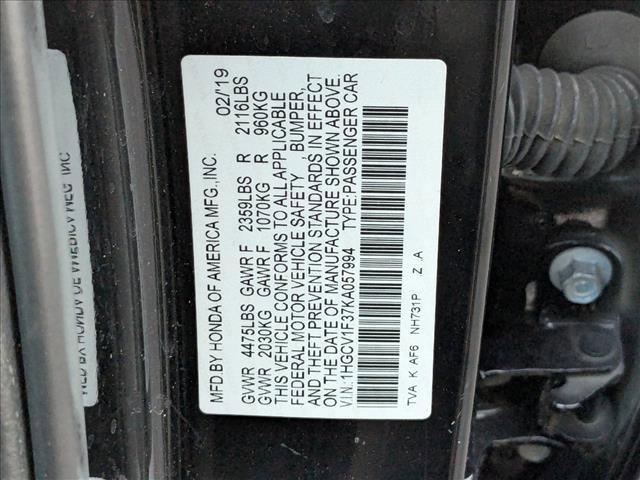 MFD.BY HONDA OF AMERICA MFG.,INC. 02/'19
GVWR 4475LBS GAWR F 2359LBS R 2116LBS
GVWR 2030KG GAWR F 1070KG R 960KG
THIS VEHICLE CONFORMS TO ALL APPLICABLE
FEDERAL MOTOR VEHICLE SAFETY , BUMPER,
AND THEFT PREVENTION STANDARDS IN EFFECT
ON THE DATE OF MANUFACTURE SHOWN ABOVE.
V.I.N.: 1HGCV1F37KA057994 TYPE:PASSENGER CAR
TVA K AF6 NH731P Z .A